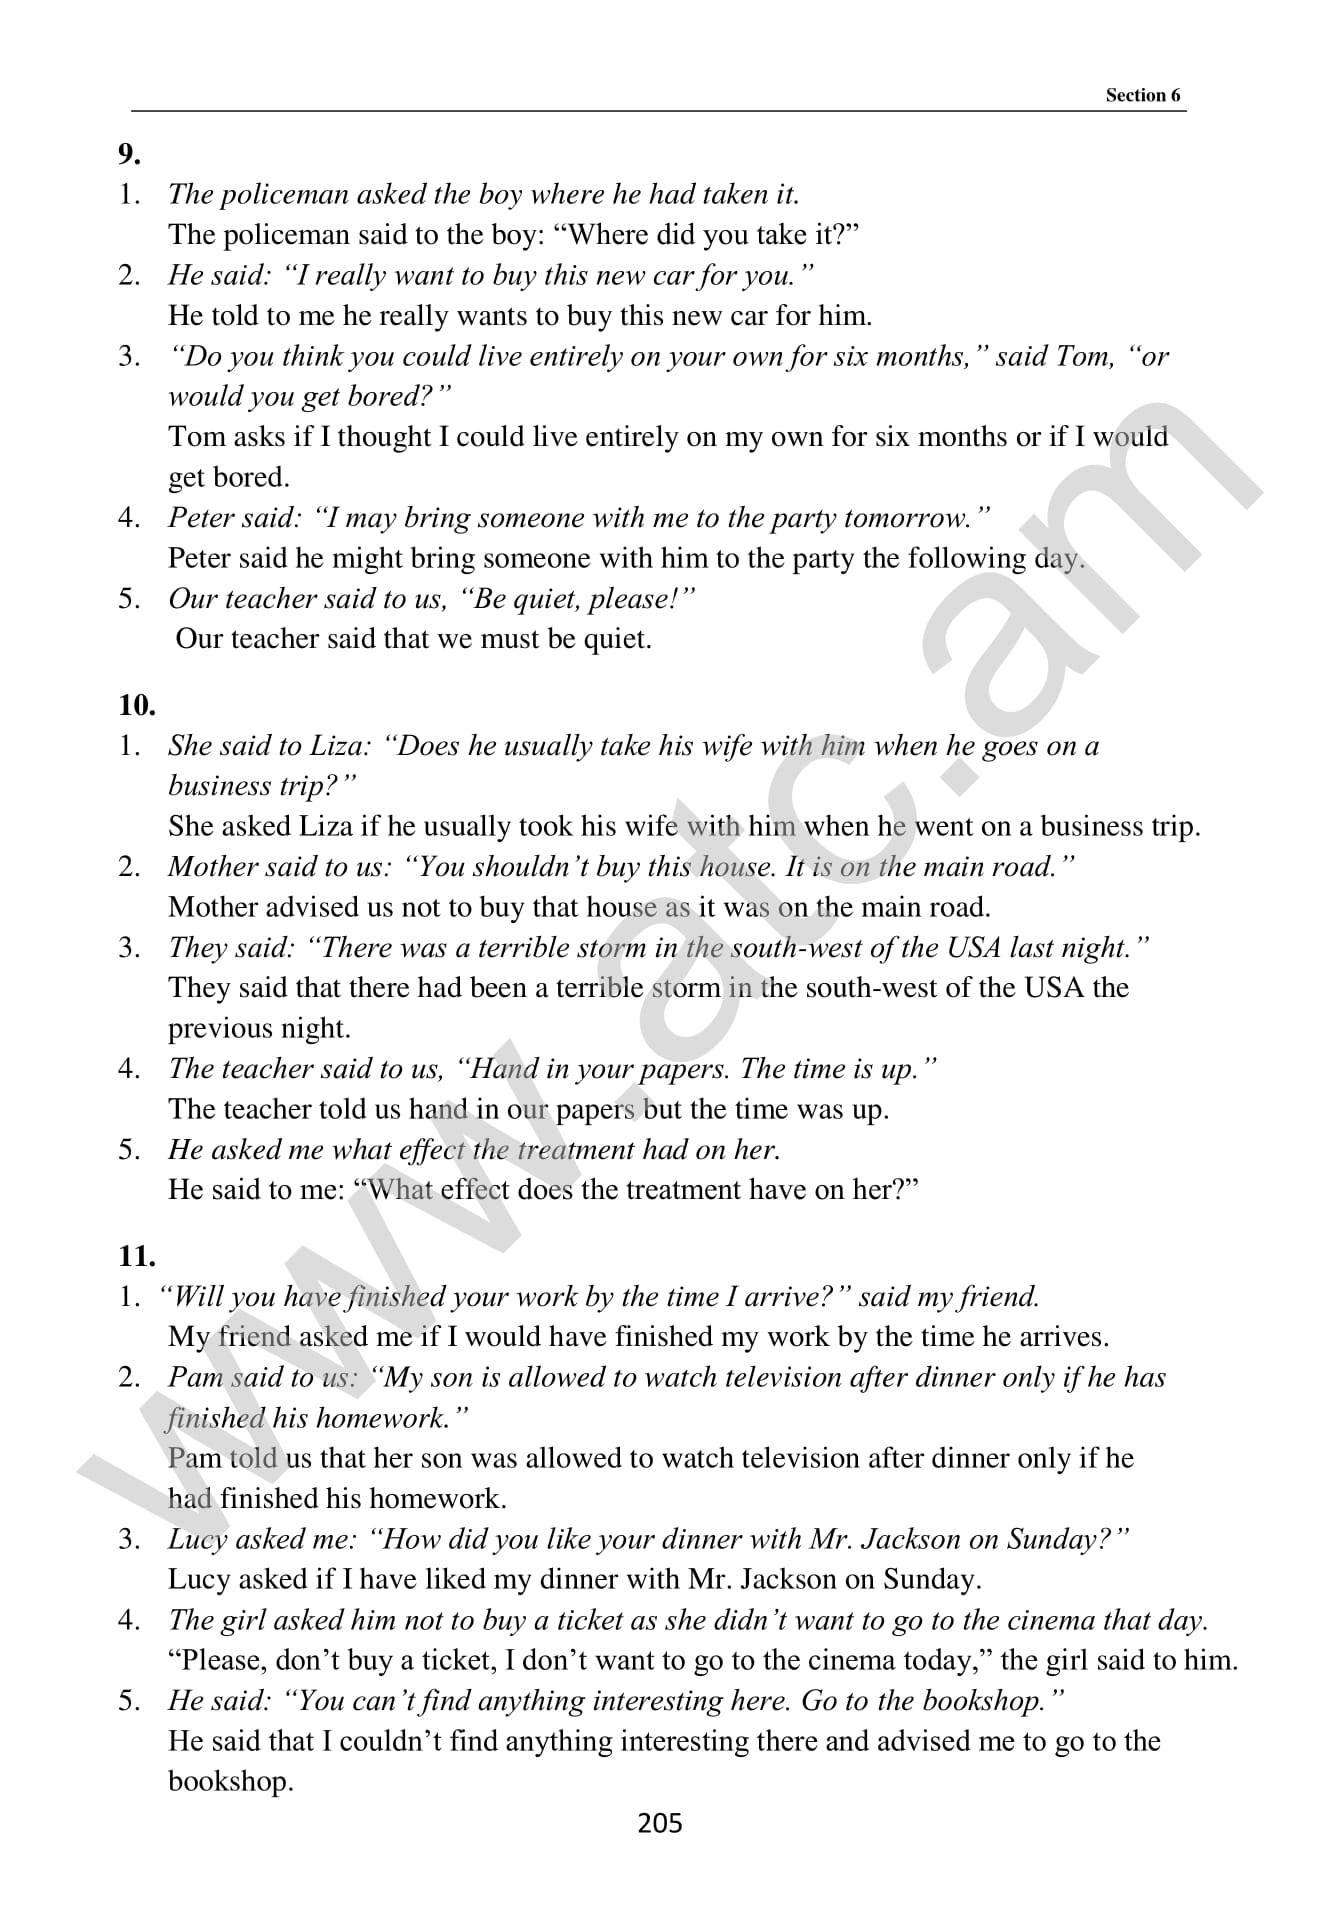 Section 6
9.
1. The policeman asked the boy where he had taken it.
The policeman said to the boy: “Where did you take it?”
2. He said: “I really want to buy this new car for you.”
He told to me he really wants to buy this new car for him.
3. “Do you think you could live entirely on your own for six months,” said Tom, “or
would you get bored?”
Tom asks if I thought I could live entirely on my own for six months or if I would
get bored.
4. Peter said: “I may bring someone with me to the party tomorrow.”
Peter said he might bring someone with him to the party the following day.
5. Our teacher said to us, “Be quiet, please!”
Our teacher said that we must be quiet.
10.
1. She said to Liza: “Does he usually take his wife with him when he goes on a
business trip?”
She asked Liza if he usually took his wife with him when he went on a business trip.
2. Mother said to us: “You shouldn’t buy this house. It is on the main road.”
Mother advised us not to buy that house as it was on the main road.
3. They said: “There was a terrible storm in the south-west of the USA last night.”
They said that there had been a terrible storm in the south-west of the USA the
previous night.
4. The teacher said to us, “Hand in your papers. The time is up.”
The teacher told us hand in our papers but the time was up.
5. He asked me what effect the treatment had on her.
He said to me: “What effect does the treatment have on her?”
11.
1. “Will you have finished your work by the time I arrive?” said my friend.
My friend asked me if I would have finished my work by the time he arrives.
2. Pam said to us: “My son is allowed to watch television after dinner only if he has
finished his homework.”
Pam told us that her son was allowed to watch television after dinner only if he
had finished his homework.
3. Lucy asked me: “How did you like your dinner with Mr. Jackson on Sunday?”
Lucy asked if I have liked my dinner with Mr. Jackson on Sunday.
4. The girl asked him not to buy a ticket as she didn’t want to go to the cinema that day.
“Please, don’t buy a ticket, I don’t want to go to the cinema today,” the girl said to him.
5. He said: “You can’t find anything interesting here. Go to the bookshop.”
He said that I couldn’t find anything interesting there and advised me to go to the
bookshop.
205
www.atc.am